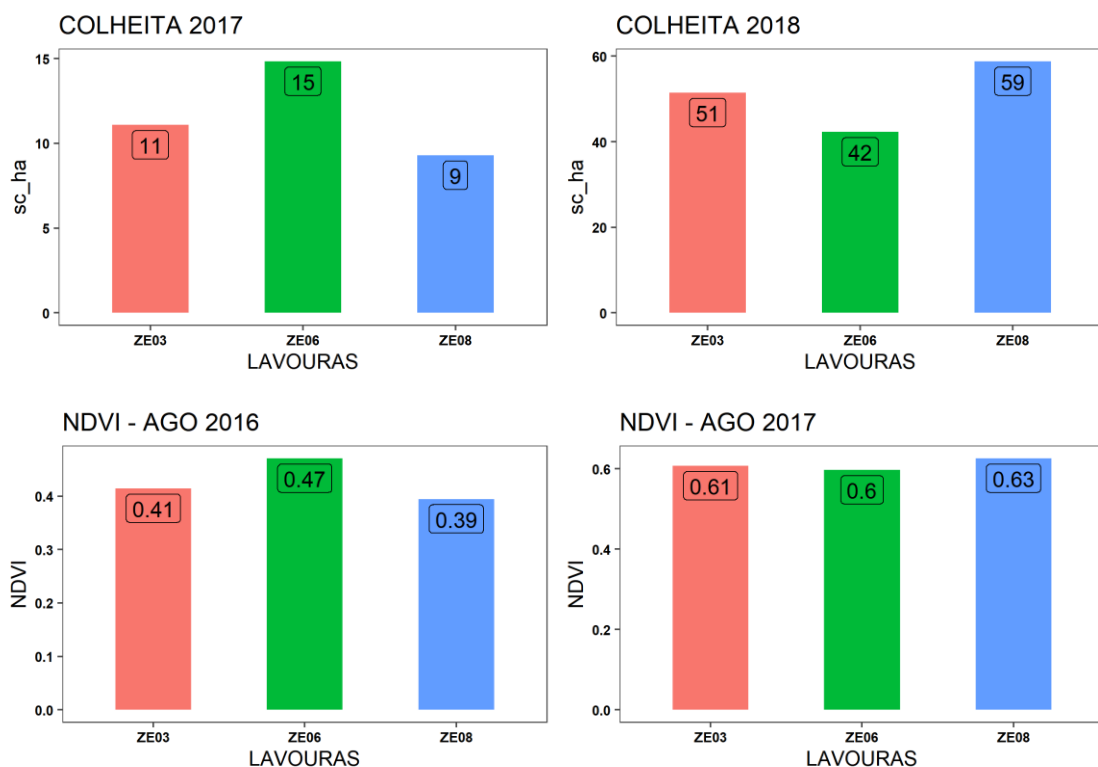 COLHEITA 2017
15
10
5
0
sc_ha
11
15
9
ZE03 ZE06 ZE08
LAVOURAS
COLHEITA 2018
60
40
20
0
sc_ha
51
42
59
ZE03 ZE06 ZE08
LAVOURAS
NDVI - AGO 2016
0.4
0.3
0.2
0.1
0.0
NDVI
0.41
0.47
0.39
ZE03 ZE06 ZE08
LAVOURAS
NDVI - AGO 2017
0.6
0.4
0.2
0.0
NDVI
0.61
0.6
0.63
ZE03 ZE06 ZE08
LAVOURAS